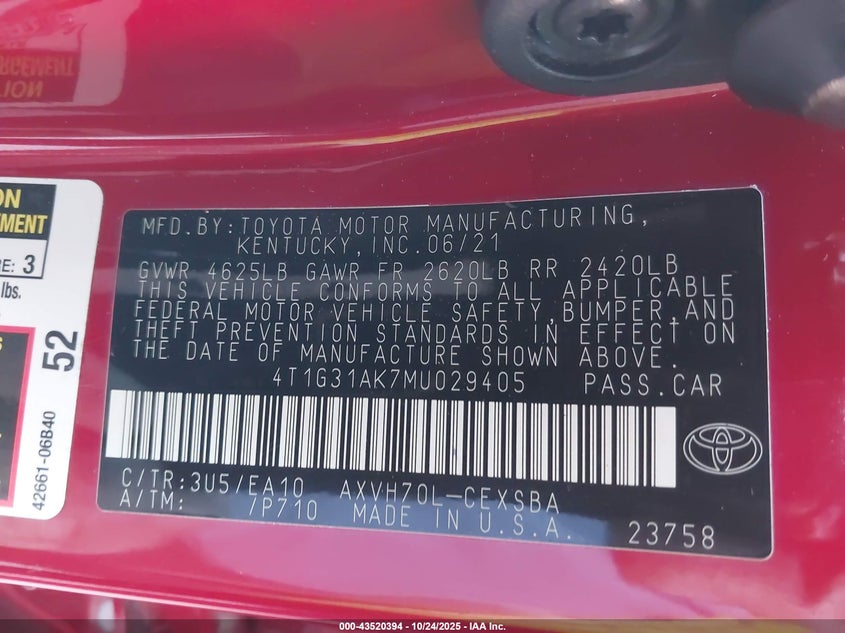 ON
TMENT
E: 3
lbs.
S
42661-06B40
52
MFD.BY:TOYOTA MOTOR MANUFACTURING,
KENTUCKY,INC.06/21
GVWR 4625LB GAWR FR 2620LB RR 2420LB
THIS VEHICLE CONFORMS TO ALL APPLICABLE
FEDERAL MOTOR VEHICLE SAFETY,BUMPER,AND
THEFT PREVENTION STANDARDS IN EFFECT ON
THE DATE OF MANUFACTURE SHOWN ABOVE.
4T1G31AK7MU029405 PASS.CAR
C/TR:3U5/EA10 AXVH70L-CEXSBA
A/TM: /P710 MADE IN U.S.A.
23758
000-43520394 - 10/24/2025 - IAA Inc.